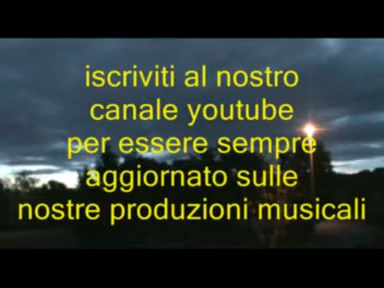 iscriviti al nostro
canale youtube
per essere sempre
aggiornato sulle
nostre produzioni musicali